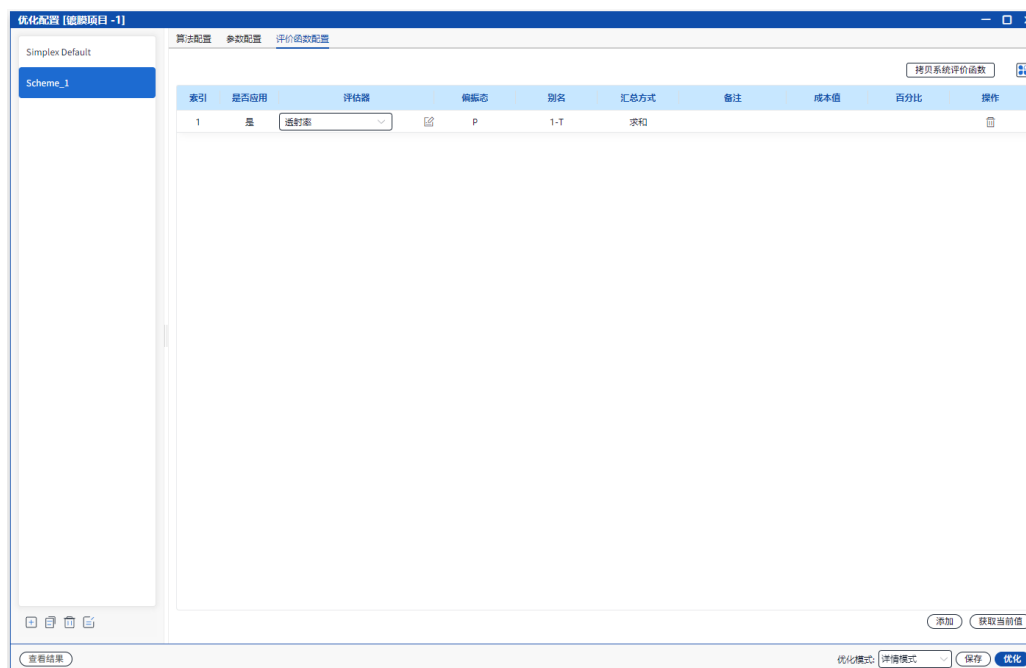 优化配置 [镀膜项目 -1]
Simplex Default
Scheme_1
算法配置 参数配置 评价函数配置
拷贝系统评价函数
索引 是否应用 评估器 偏振态 别名 汇总方式 备注 成本值 百分比 操作
1 是 透射率 P 1-T 求和
添加 获取当前值
查看结果 优化模式: 详情模式 保存 优化